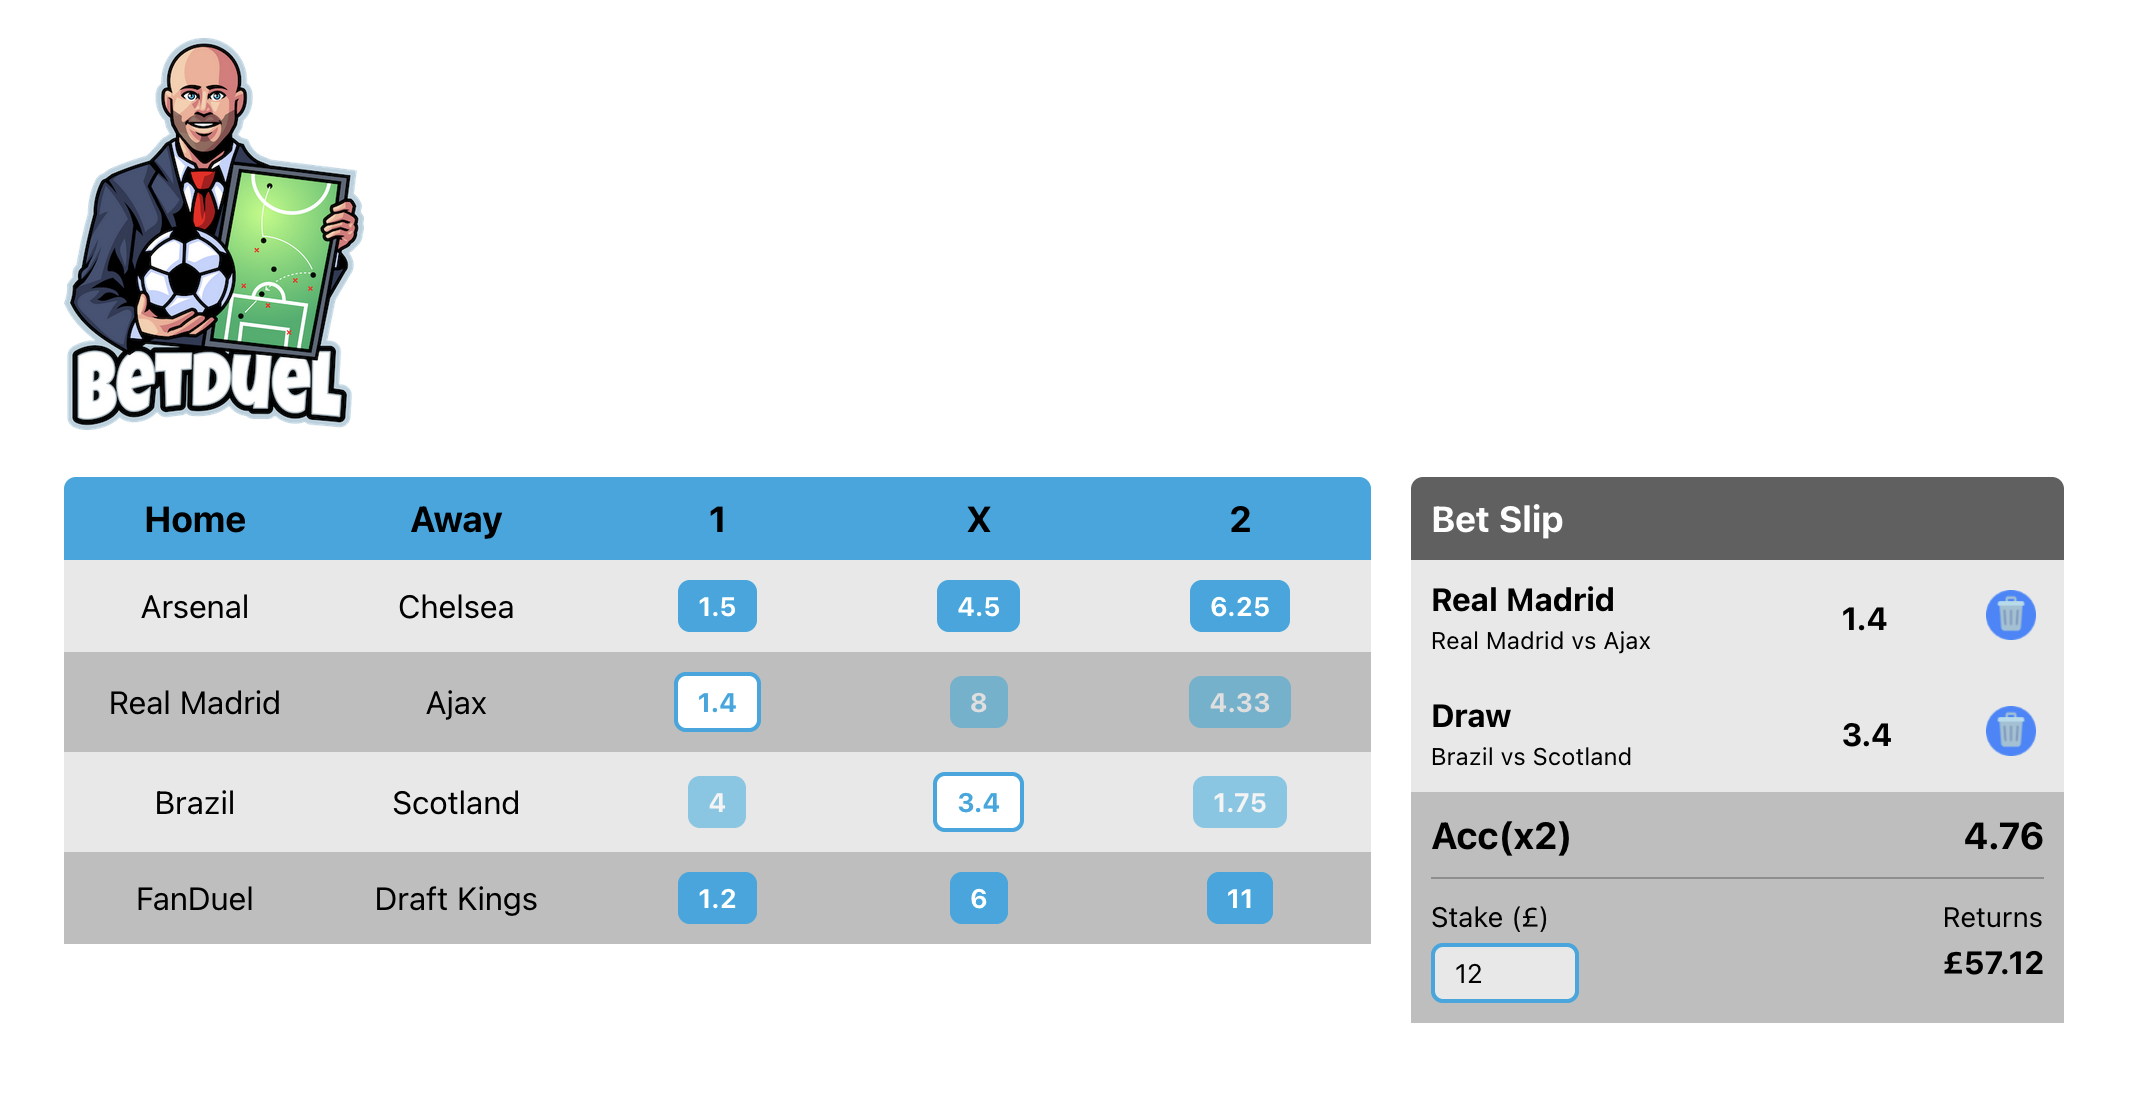 BETDUEL
Home Away 1 X 2
Arsenal Chelsea 1.5 4.5 6.25
Real Madrid Ajax 1.4 8 4.33
Brazil Scotland 4 3.4 1.75
FanDuel Draft Kings 1.2 6 11
Bet Slip
Real Madrid 1.4
Real Madrid vs Ajax
Draw 3.4
Brazil vs Scotland
Acc(x2) 4.76
Stake (£) Returns
12 £57.12